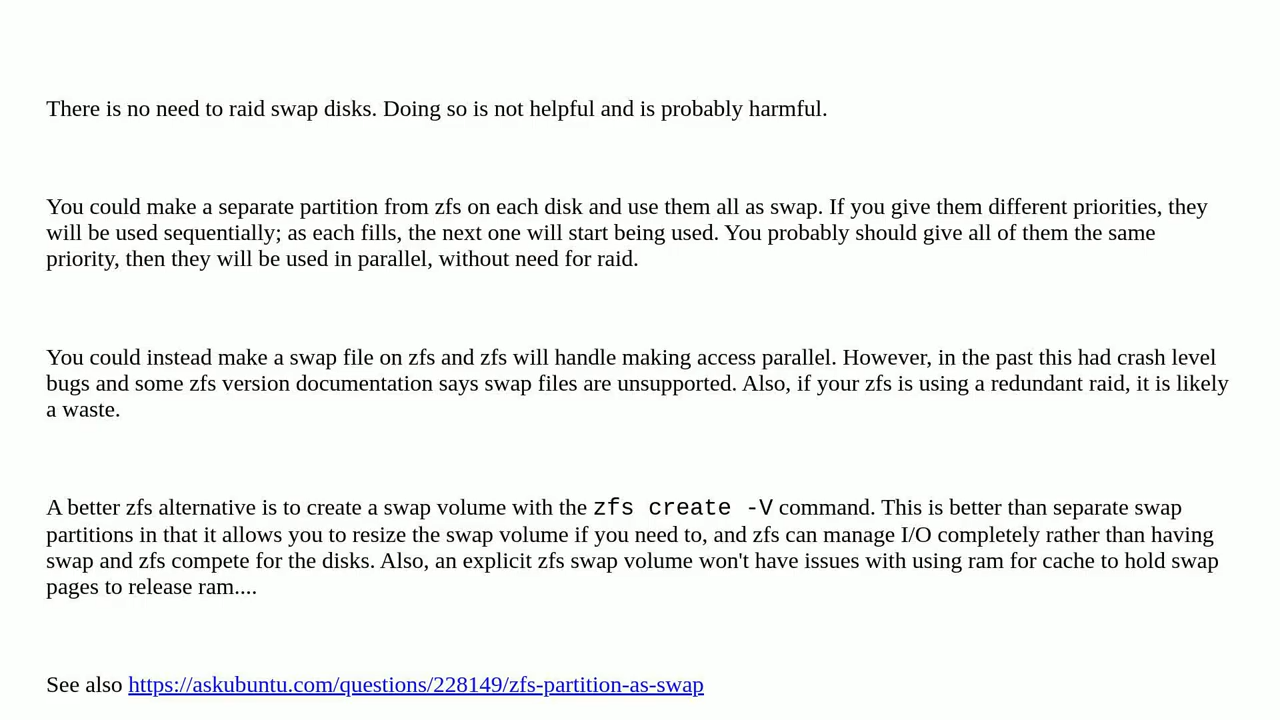 There is no need to raid swap disks. Doing so is not helpful and is probably harmful.
You could make a separate partition from zfs on each disk and use them all as swap. If you give them different priorities, they
will be used sequentially; as each fills, the next one will start being used. You probably should give all of them the same
priority, then they will be used in parallel, without need for raid.
You could instead make a swap file on zfs and zfs will handle making access parallel. However, in the past this had crash level
bugs and some zfs version documentation says swap files are unsupported. Also, if your zfs is using a redundant raid, it is likely
a waste.
A better zfs alternative is to create a swap volume with the zfs create -V command. This is better than separate swap
partitions in that it allows you to resize the swap volume if you need to, and zfs can manage I/O completely rather than having
swap and zfs compete for the disks. Also, an explicit zfs swap volume won't have issues with using ram for cache to hold swap
pages to release ram....
See also https://askubuntu.com/questions/228149/zfs-partition-as-swap